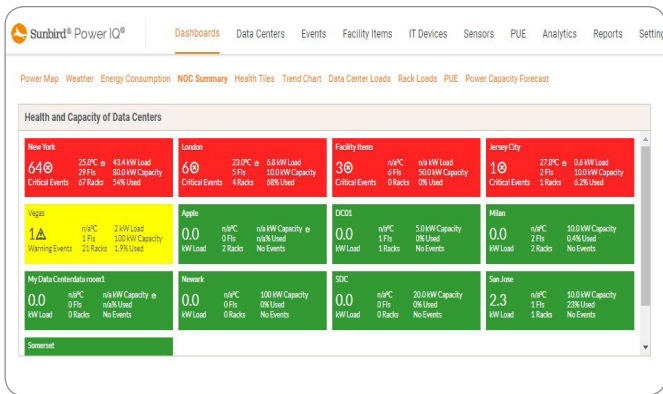 Sunbird® Power IQ®
Dashboards Data Centers Events Facility Items IT Devices Sensors PUE Analytics Reports Setting
Power Map Weather Energy Consumption NOC Summary Health Tiles Trend Chart Data Center Loads Rack Loads PUE Power Capacity Forecast
Health and Capacity of Data Centers
New York
64
Critical Events
25.8°C 43.4 kW Load
29 FIs 80.0 kW Capacity
67 Racks 54% Used
London
6
Critical Events
23.0°C 6.8 kW Load
5 FIs 10.0 kW Capacity
4 Racks 68% Used
Facility Items
3
Critical Events
n/a°C n/a kW Load
6 FIs 50.0 kW Capacity
0 Racks 0% Used
Jersey City
1
Critical Events
27.8°C 0.6 kW Load
2 FIs 10.0 kW Capacity
1 Racks 6.2% Used
Vegas
1
Warning Events
n/a°C 2 kW Load
1 FIs 100 kW Capacity
21 Racks 1.9% Used
Apple
0.0
kW Load
n/a°C n/a kW Capacity
0 FIs n/a% Used
2 Racks No Events
DC01
0.0
kW Load
n/a°C 5.0 kW Capacity
1 FIs 0% Used
1 Racks No Events
Milan
0.0
kW Load
n/a°C 10.0 kW Capacity
2 FIs 0.4% Used
1 Racks No Events
My Data Centerdata room1
0.0
kW Load
n/a°C n/a kW Capacity
0 FIs n/a% Used
0 Racks No Events
Newark
0.0
kW Load
n/a°C 100 kW Capacity
0 FIs 0% Used
0 Racks No Events
SDC
0.0
kW Load
n/a°C 20.0 kW Capacity
0 FIs 0% Used
0 Racks No Events
San Jose
2.3
kW Load
n/a°C 10.0 kW Capacity
1 FIs 23% Used
1 Racks No Events
Somerset